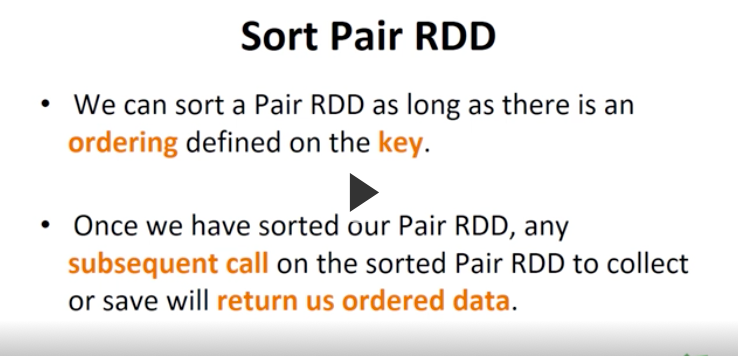 Sort Pair RDD
• We can sort a Pair RDD as long as there is an
ordering defined on the key.
• Once we have sorted our Pair RDD, any
subsequent call on the sorted Pair RDD to collect
or save will return us ordered data.